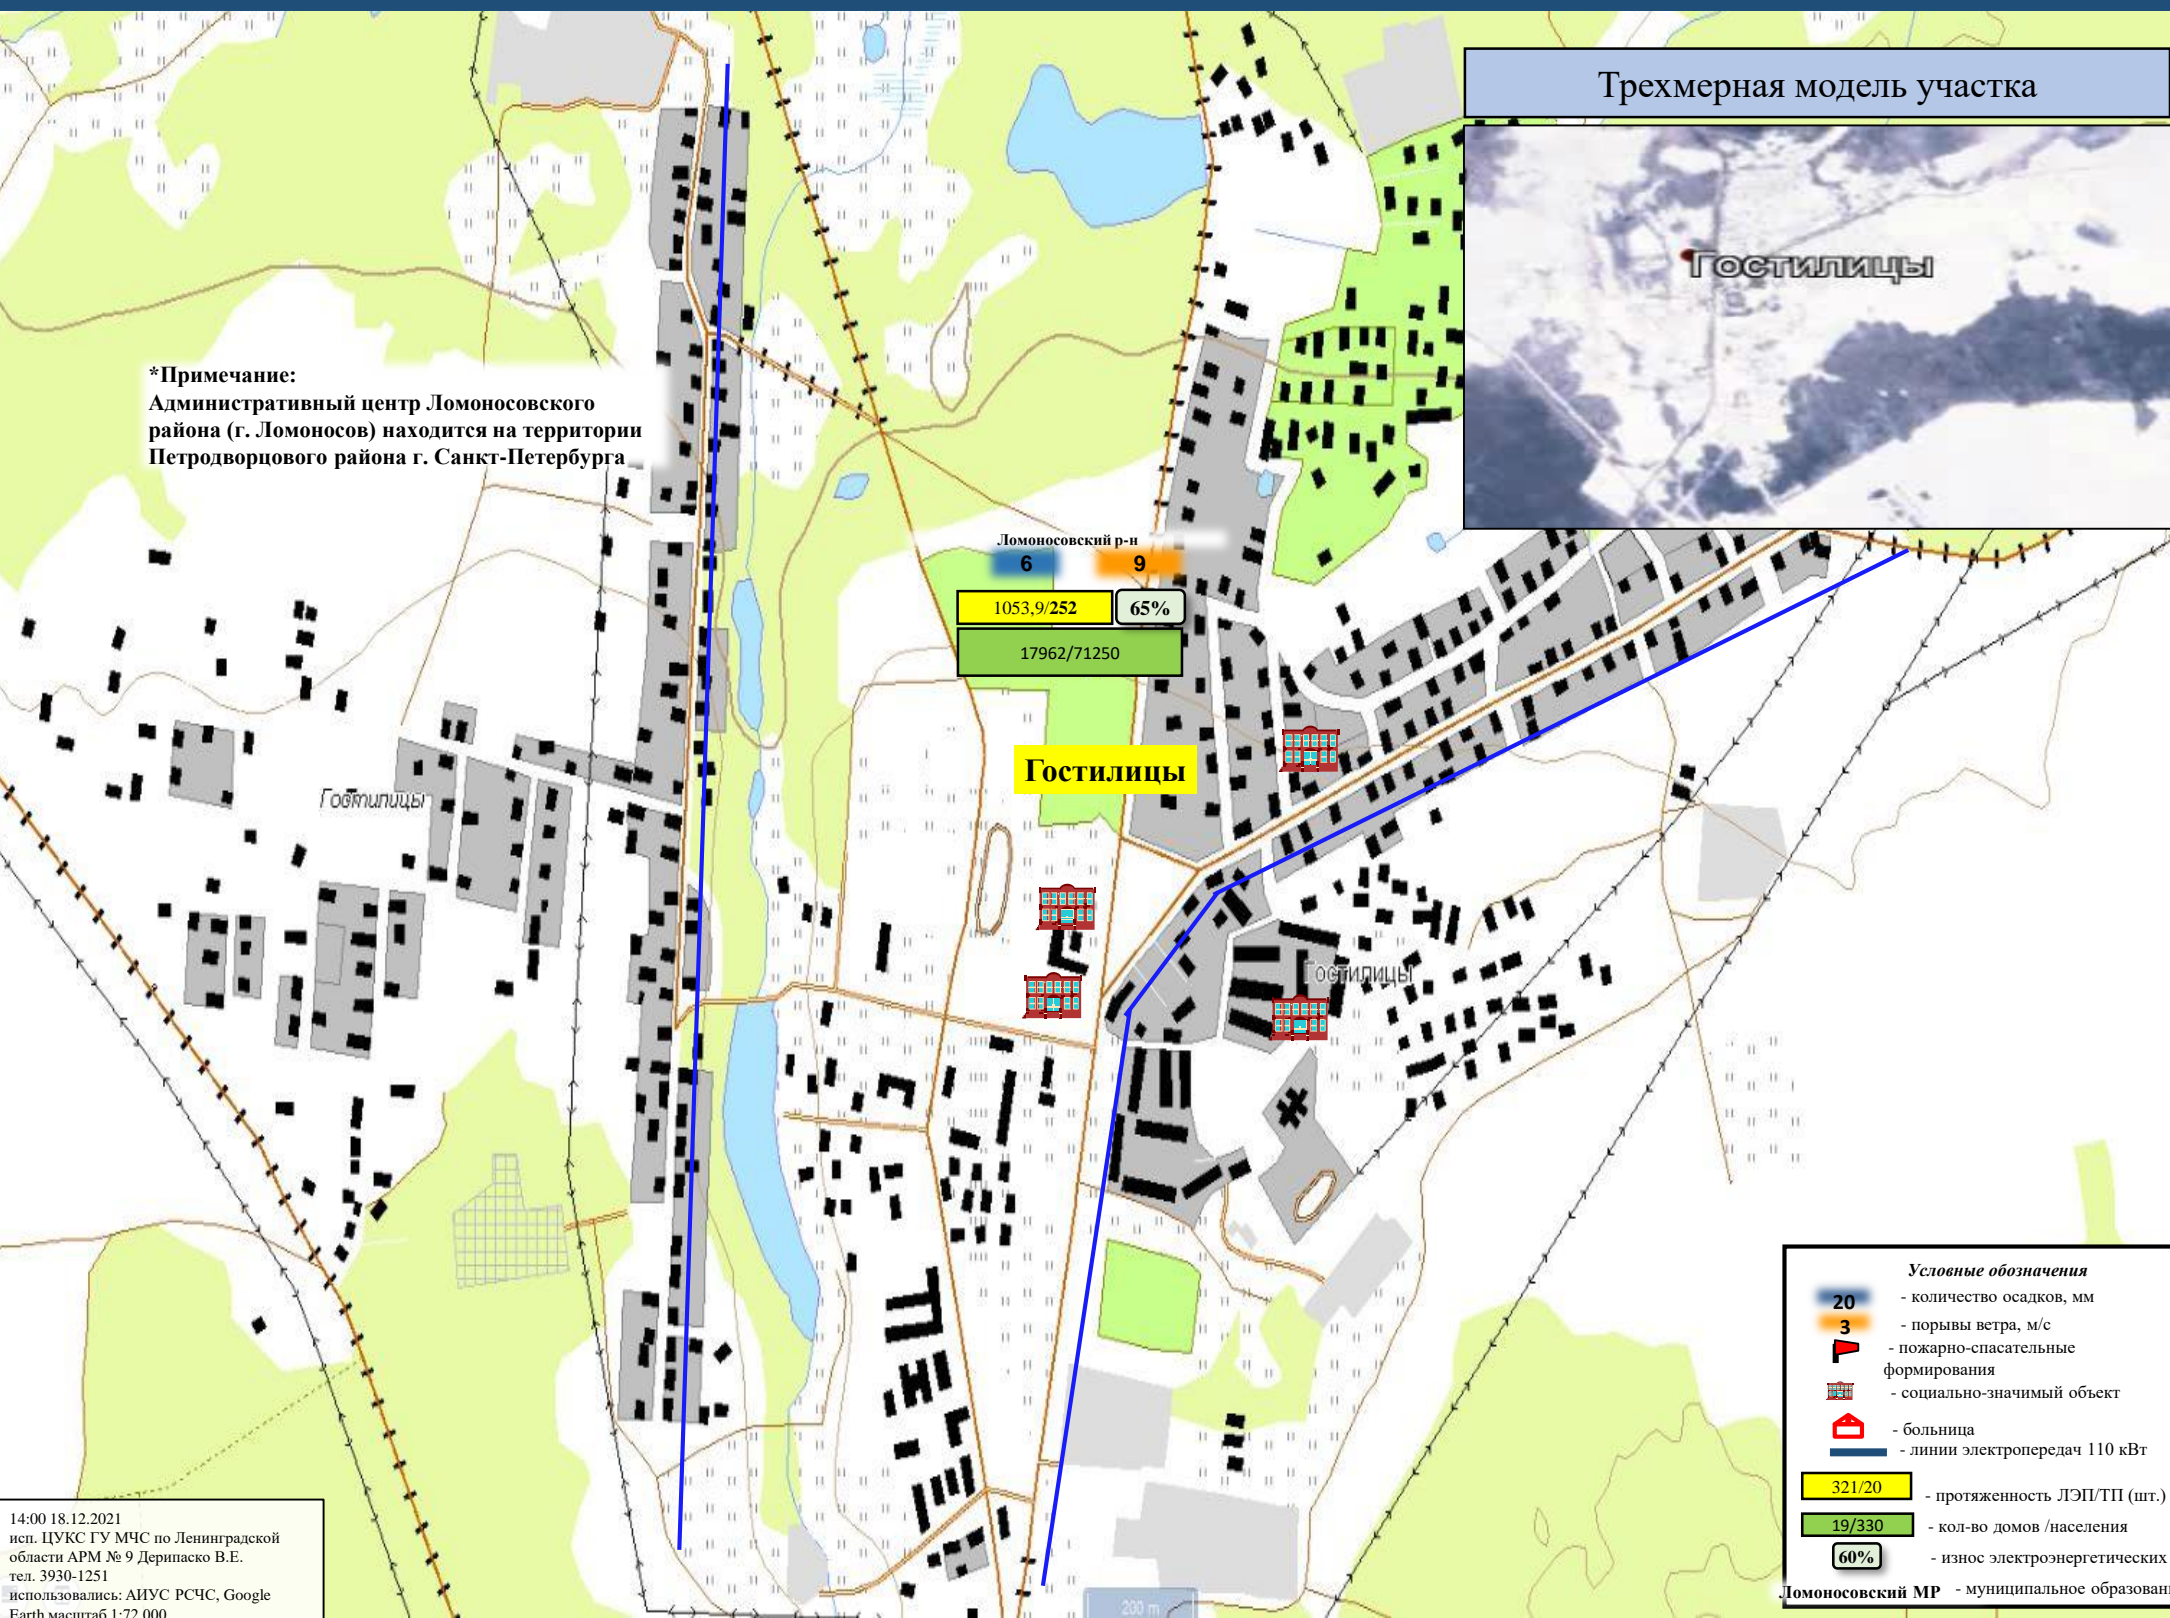 Трехмерная модель участка
Гостилицы
*Примечание:
Административный центр Ломоносовского
района (г. Ломоносов) находится на территории
Петродворцового района г. Санкт-Петербурга
Ломоносовский р-н
6 9
1053,9/252 65%
17962/71250
Гостилицы
Гостилицы
Гостилицы
Условные обозначения
20 - количество осадков, мм
3 - порывы ветра, м/с
- пожарно-спасательные
формирования
- социально-значимый объект
- больница
- линии электропередач 110 кВт
321/20 - протяженность ЛЭП/ТП (шт.)
19/330 - кол-во домов /населения
60% - износ электроэнергетических
Ломоносовский МР - муниципальное образован
14:00 18.12.2021
исп. ЦУКС ГУ МЧС по Ленинградской
области АРМ № 9 Дерипаско В.Е.
тел. 3930-1251
использовались: АИУС РСЧС, Google
Earth масштаб 1:72 000
200 m